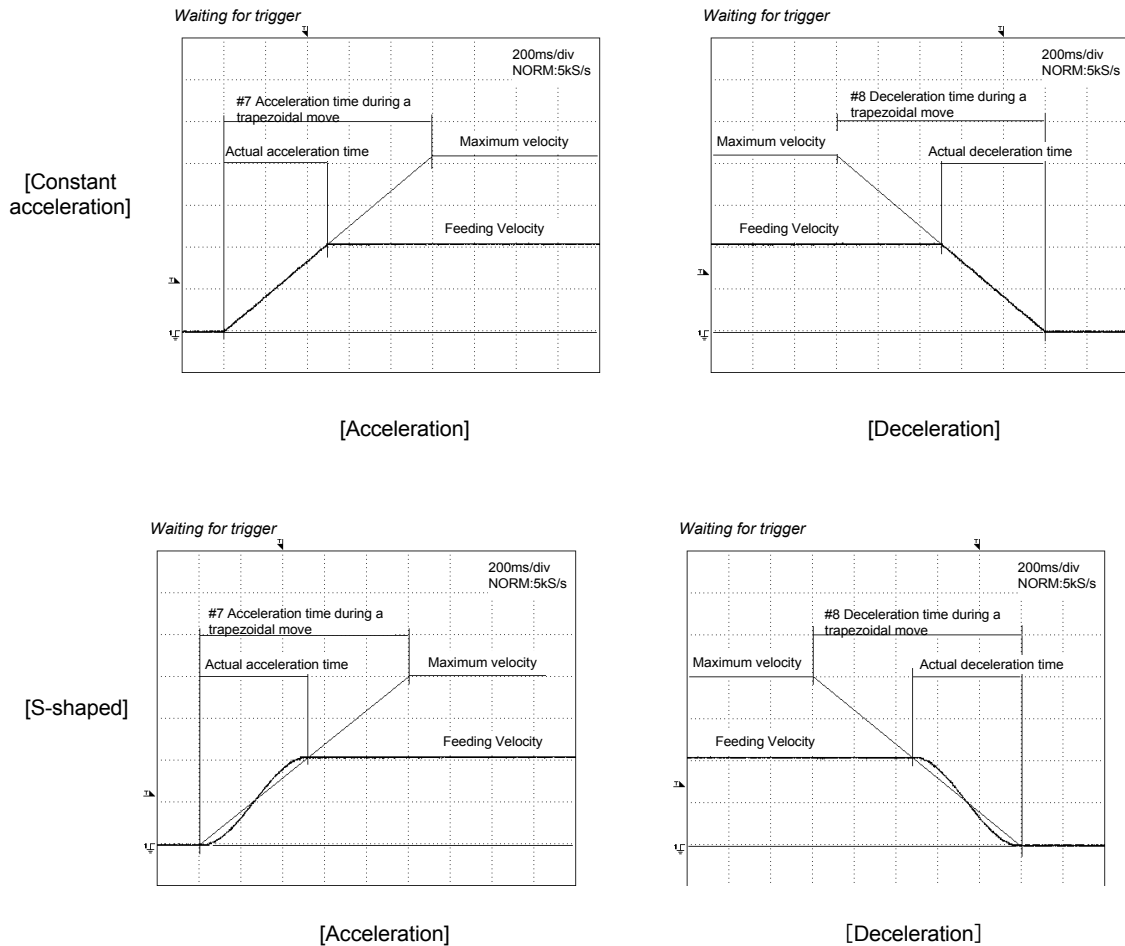 Waiting for trigger
200ms/div
NORM:5kS/s
#7 Acceleration time during a
trapezoidal move
Actual acceleration time
Maximum velocity
Feeding Velocity
200ms/div
NORM:5kS/s
#8 Deceleration time during a
trapezoidal move
Maximum velocity
Actual deceleration time
Feeding Velocity
[Constant
acceleration]
[Acceleration]
[Deceleration]
Waiting for trigger
200ms/div
NORM:5kS/s
#7 Acceleration time during a
trapezoidal move
Actual acceleration time
Maximum velocity
Feeding Velocity
Waiting for trigger
200ms/div
NORM:5kS/s
#8 Deceleration time during a
trapezoidal move
Maximum velocity
Actual deceleration time
Feeding Velocity
Waiting for trigger
[S-shaped]
[Acceleration]
[Deceleration]